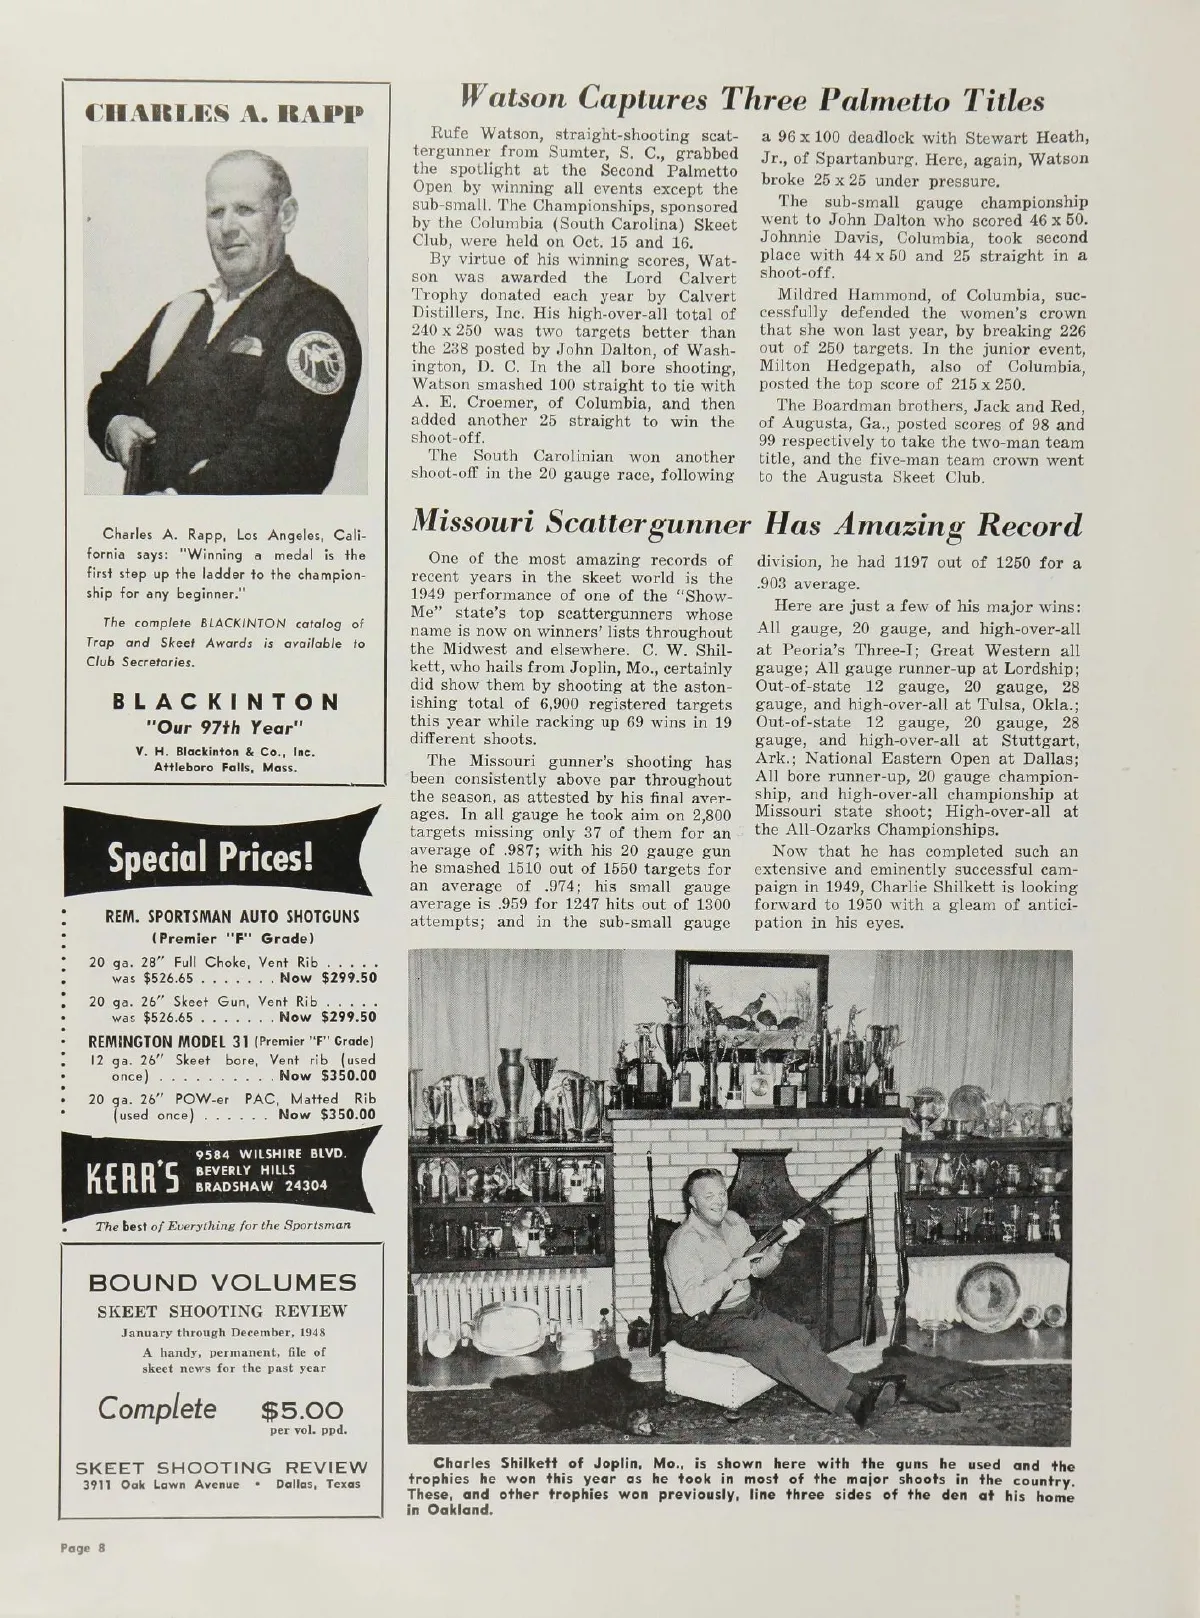 CHARLES A. RAPP
Charles A. Rapp, Los Angeles, Cali-
fornia says: "Winning a medal is the
first step up the ladder to the champion-
ship for any beginner."
The complete BLACKINTON catalog of
Trap and Skeet Awards is available to
Club Secretaries.
BLACKINTON
"Our 97th Year"
V. H. Blackinton & Co., Inc.
Attleboro Falls, Mass.
Special Prices!
REM. SPORTSMAN AUTO SHOTGUNS
(Premier "F" Grade)
20 ga. 28" Full Choke, Vent Rib . . . . .
was $526.65 . . . . . . . Now $299.50
20 ga. 26" Skeet Gun, Vent Rib . . . . .
was $526.65 . . . . . . . Now $299.50
REMINGTON MODEL 31 (Premier "F" Grade)
12 ga. 26" Skeet bore, Vent rib (used
once) . . . . . . . . . . Now $350.00
20 ga. 26" POW-er PAC, Matted Rib
(used once) . . . . . . Now $350.00
KERR'S
9584 WILSHIRE BLVD.
BEVERLY HILLS
BRADSHAW 24304
The best of Everything for the Sportsman
BOUND VOLUMES
SKEET SHOOTING REVIEW
January through December, 1948
A handy, permanent, file of
skeet news for the past year
Complete $5.00
per vol. ppd.
SKEET SHOOTING REVIEW
3911 Oak Lawn Avenue • Dallas, Texas
Watson Captures Three Palmetto Titles
Rufe Watson, straight-shooting scat-
tergunner from Sumter, S. C., grabbed
the spotlight at the Second Palmetto
Open by winning all events except the
sub-small. The Championships, sponsored
by the Columbia (South Carolina) Skeet
Club, were held on Oct. 15 and 16.
By virtue of his winning scores, Wat-
son was awarded the Lord Calvert
Trophy donated each year by Calvert
Distillers, Inc. His high-over-all total of
240 x 250 was two targets better than
the 238 posted by John Dalton, of Wash-
ington, D. C. In the all bore shooting,
Watson smashed 100 straight to tie with
A. E. Croemer, of Columbia, and then
added another 25 straight to win the
shoot-off.
The South Carolinian won another
shoot-off in the 20 gauge race, following
a 96 x 100 deadlock with Stewart Heath,
Jr., of Spartanburg. Here, again, Watson
broke 25 x 25 under pressure.
The sub-small gauge championship
went to John Dalton who scored 46 x 50.
Johnnie Davis, Columbia, took second
place with 44 x 50 and 25 straight in a
shoot-off.
Mildred Hammond, of Columbia, suc-
cessfully defended the women's crown
that she won last year, by breaking 226
out of 250 targets. In the junior event,
Milton Hedgepath, also of Columbia,
posted the top score of 215 x 250.
The Boardman brothers, Jack and Red,
of Augusta, Ga., posted scores of 98 and
99 respectively to take the two-man team
title, and the five-man team crown went
to the Augusta Skeet Club.
Missouri Scattergunner Has Amazing Record
One of the most amazing records of
recent years in the skeet world is the
1949 performance of one of the "Show-
Me" state's top scattergunners whose
name is now on winners' lists throughout
the Midwest and elsewhere. C. W. Shil-
kett, who hails from Joplin, Mo., certainly
did show them by shooting at the aston-
ishing total of 6,900 registered targets
this year while racking up 69 wins in 19
different shoots.
The Missouri gunner's shooting has
been consistently above par throughout
the season, as attested by his final aver-
ages. In all gauge he took aim on 2,800
targets missing only 37 of them for an
average of .987; with his 20 gauge gun
he smashed 1510 out of 1550 targets for
an average of .974; his small gauge
average is .959 for 1247 hits out of 1300
attempts; and in the sub-small gauge
division, he had 1197 out of 1250 for a
.903 average.
Here are just a few of his major wins:
All gauge, 20 gauge, and high-over-all
at Peoria's Three-I; Great Western all
gauge; All gauge runner-up at Lordship;
Out-of-state 12 gauge, 20 gauge, 28
gauge, and high-over-all at Tulsa, Okla.;
Out-of-state 12 gauge, 20 gauge, 28
gauge, and high-over-all at Stuttgart,
Ark.; National Eastern Open at Dallas;
All bore runner-up, 20 gauge champion-
ship, and high-over-all championship at
Missouri state shoot; High-over-all at
the All-Ozarks Championships.
Now that he has completed such an
extensive and eminently successful cam-
paign in 1949, Charlie Shilkett is looking
forward to 1950 with a gleam of antici-
pation in his eyes.
Charles Shilkett of Joplin, Mo., is shown here with the guns he used and the
trophies he won this year as he took in most of the major shoots in the country.
These, and other trophies won previously, line three sides of the den at his home
in Oakland.
Page 8